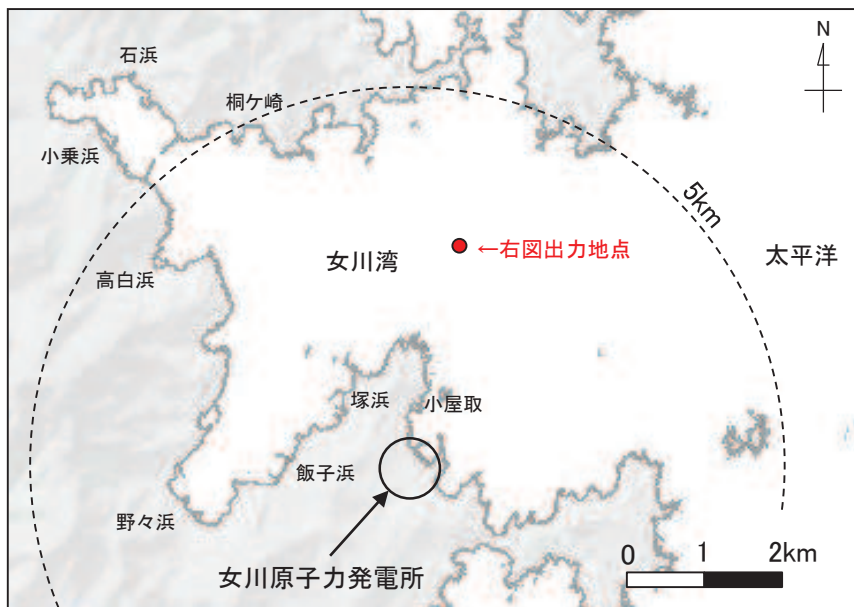 石浜
N
桐ケ崎
小乗浜
5km
女川湾
←右図出力地点
太平洋
高白浜
塚浜
小屋取
飯子浜
野々浜
女川原子力発電所
0 1 2km